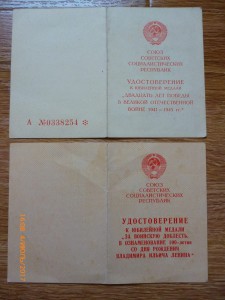 СОЮЗ
СОВЕТСКИХ
СОЦИАЛИСТИЧЕСКИХ
РЕСПУБЛИК
УДОСТОВЕРЕНИЕ
К ЮБИЛЕЙНОЙ МЕДАЛИ
"ДВАДЦАТЬ ЛЕТ ПОБЕДЫ
В ВЕЛИКОЙ ОТЕЧЕСТВЕННОЙ
ВОЙНЕ 1941—1945 гг."
А №0338254 *
СОЮЗ
СОВЕТСКИХ
СОЦИАЛИСТИЧЕСКИХ
РЕСПУБЛИК
УДОСТОВЕРЕНИЕ
К ЮБИЛЕЙНОЙ МЕДАЛИ
"ЗА ВОИНСКУЮ ДОБЛЕСТЬ.
В ОЗНАМЕНОВАНИЕ 100-летия
СО ДНЯ РОЖДЕНИЯ
ВЛАДИМИРА ИЛЬИЧА ЛЕНИНА"